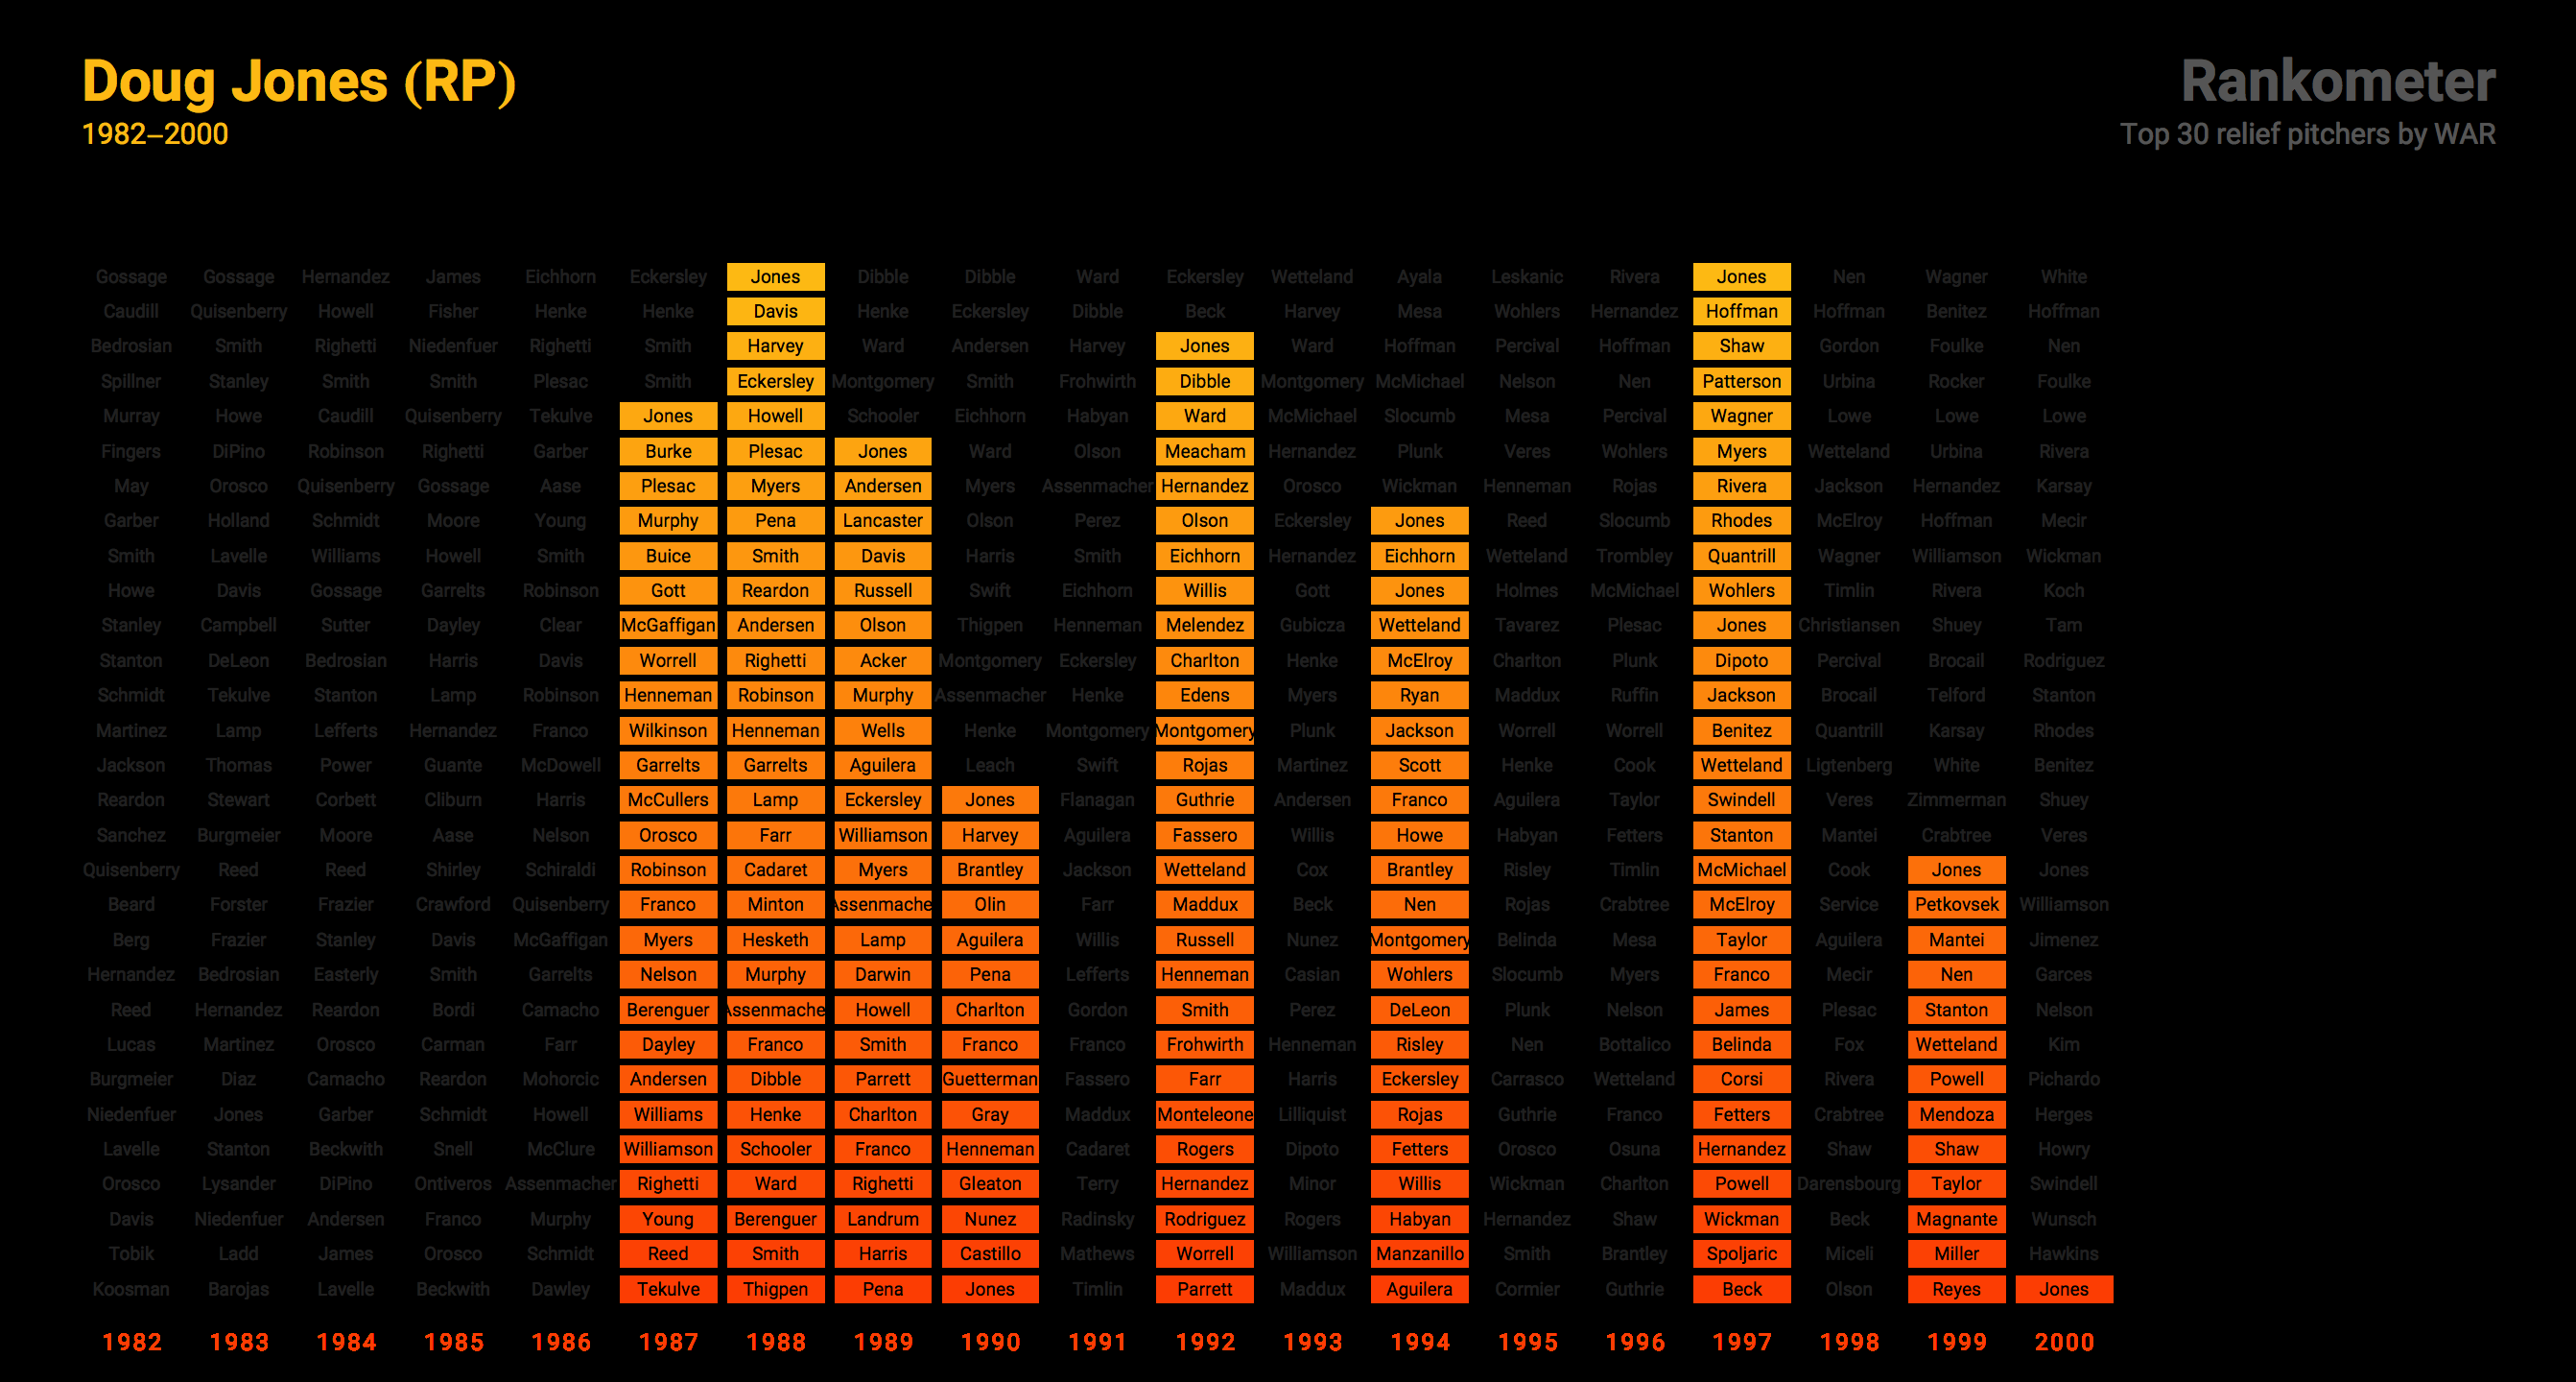 Doug Jones (RP)
1982–2000
Rankometer
Top 30 relief pitchers by WAR
Gossage Gossage Hernandez James Eichhorn Eckersley Jones Dibble Dibble Ward Eckersley Wetteland Ayala Leskanic Rivera Jones Nen Wagner White
Caudill Quisenberry Howell Fisher Henke Henke Davis Henke Eckersley Dibble Beck Harvey Mesa Wohlers Hernandez Hoffman Hoffman Benitez Hoffman
Bedrosian Smith Righetti Niedenfuer Righetti Smith Harvey Ward Andersen Harvey Jones Ward Hoffman Percival Hoffman Shaw Gordon Foulke Nen
Spillner Stanley Smith Smith Plesac Smith Eckersley Montgomery Smith Frohwirth Dibble Montgomery McMichael Nelson Nen Patterson Urbina Rocker Foulke
Murray Howe Caudill Quisenberry Tekulve Jones Howell Schooler Eichhorn Habyan Ward McMichael Slocumb Mesa Percival Wagner Lowe Lowe Lowe
Fingers DiPino Robinson Righetti Garber Burke Plesac Jones Ward Olson Meacham Hernandez Plunk Veres Wohlers Myers Wetteland Urbina Rivera
May Orosco Quisenberry Gossage Aase Plesac Myers Andersen Myers Assenmacher Hernandez Orosco Wickman Henneman Rojas Rivera Jackson Hernandez Karsay
Garber Holland Schmidt Moore Young Murphy Pena Lancaster Olson Perez Olson Eckersley Jones Reed Slocumb Rhodes McElroy Hoffman Mecir
Smith Lavelle Williams Howell Smith Buice Smith Davis Harris Smith Eichhorn Hernandez Eichhorn Wetteland Trombley Quantrill Wagner Williamson Wickman
Howe Davis Gossage Garrelts Robinson Gott Reardon Russell Swift Eichhorn Willis Gott Jones Holmes McMichael Wohlers Timlin Rivera Koch
Stanley Campbell Sutter Dayley Clear McGaffigan Andersen Olson Thigpen Henneman Melendez Gubicza Wetteland Tavarez Plesac Jones Christiansen Shuey Tam
Stanton DeLeon Bedrosian Harris Davis Worrell Righetti Acker Montgomery Eckersley Charlton Henke McElroy Charlton Plunk Dipoto Percival Brocail Rodriguez
Schmidt Tekulve Stanton Lamp Robinson Henneman Robinson Murphy Assenmacher Henke Edens Myers Ryan Maddux Ruffin Jackson Brocail Telford Stanton
Martinez Lamp Lefferts Hernandez Franco Wilkinson Henneman Wells Henke Montgomery Montgomery Plunk Jackson Worrell Worrell Benitez Quantrill Karsay Rhodes
Jackson Thomas Power Guante McDowell Garrelts Garrelts Aguilera Leach Swift Rojas Martinez Scott Henke Cook Wetteland Ligtenberg White Benitez
Reardon Stewart Corbett Cliburn Harris McCullers Lamp Eckersley Jones Flanagan Guthrie Andersen Franco Aguilera Taylor Swindell Veres Zimmerman Shuey
Sanchez Burgmeier Moore Aase Nelson Orosco Farr Williamson Harvey Aguilera Fassero Willis Howe Habyan Fetters Stanton Mantei Crabtree Veres
Quisenberry Reed Reed Shirley Schiraldi Robinson Cadaret Myers Brantley Jackson Wetteland Cox Brantley Risley Timlin McMichael Cook Jones Jones
Beard Forster Frazier Crawford Quisenberry Franco Minton Assenmache Olin Farr Maddux Beck Nen Rojas Crabtree McElroy Service Petkovsek Williamson
Berg Frazier Stanley Davis McGaffigan Myers Hesketh Lamp Aguilera Willis Russell Nunez Montgomery Belinda Mesa Taylor Aguilera Mantei Jimenez
Hernandez Bedrosian Easterly Smith Garrelts Nelson Murphy Darwin Pena Lefferts Henneman Casian Wohlers Slocumb Myers Franco Mecir Nen Garces
Reed Hernandez Reardon Bordi Camacho Berenguer Assenmache Howell Charlton Gordon Smith Perez DeLeon Plunk Nelson James Plesac Stanton Nelson
Lucas Martinez Orosco Carman Farr Dayley Franco Smith Franco Franco Frohwirth Henneman Risley Nen Bottalico Belinda Fox Wetteland Kim
Burgmeier Diaz Camacho Reardon Mohorcic Andersen Dibble Parrett Guetterman Fassero Farr Harris Eckersley Carrasco Wetteland Corsi Rivera Powell Pichardo
Niedenfuer Jones Garber Schmidt Howell Williams Henke Charlton Gray Maddux Monteleone Lilliquist Rojas Guthrie Franco Fetters Crabtree Mendoza Herges
Lavelle Stanton Beckwith Snell McClure Williamson Schooler Franco Henneman Cadaret Rogers Dipoto Fetters Orosco Osuna Hernandez Shaw Shaw Howry
Orosco Lysander DiPino Ontiveros Assenmacher Righetti Ward Righetti Gleaton Terry Hernandez Minor Willis Wickman Charlton Powell Darensbourg Taylor Swindell
Davis Niedenfuer Andersen Franco Murphy Young Berenguer Landrum Nunez Radinsky Rodriguez Rogers Habyan Hernandez Shaw Wickman Beck Magnante Wunsch
Tobik Ladd James Orosco Schmidt Reed Smith Harris Castillo Mathews Worrell Williamson Manzanillo Smith Brantley Spoljaric Miceli Miller Hawkins
Koosman Barojas Lavelle Beckwith Dawley Tekulve Thigpen Pena Jones Timlin Parrett Maddux Aguilera Cormier Guthrie Beck Olson Reyes Jones
1982 1983 1984 1985 1986 1987 1988 1989 1990 1991 1992 1993 1994 1995 1996 1997 1998 1999 2000